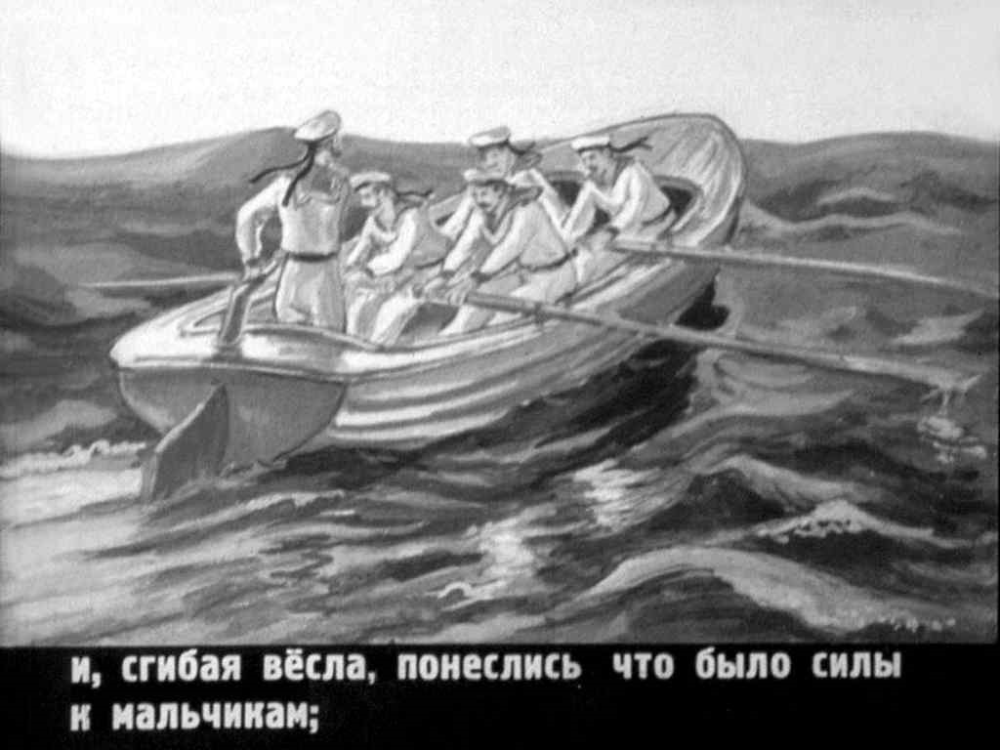 и, сгибая вёсла, понеслись что было силы
к мальчикам;